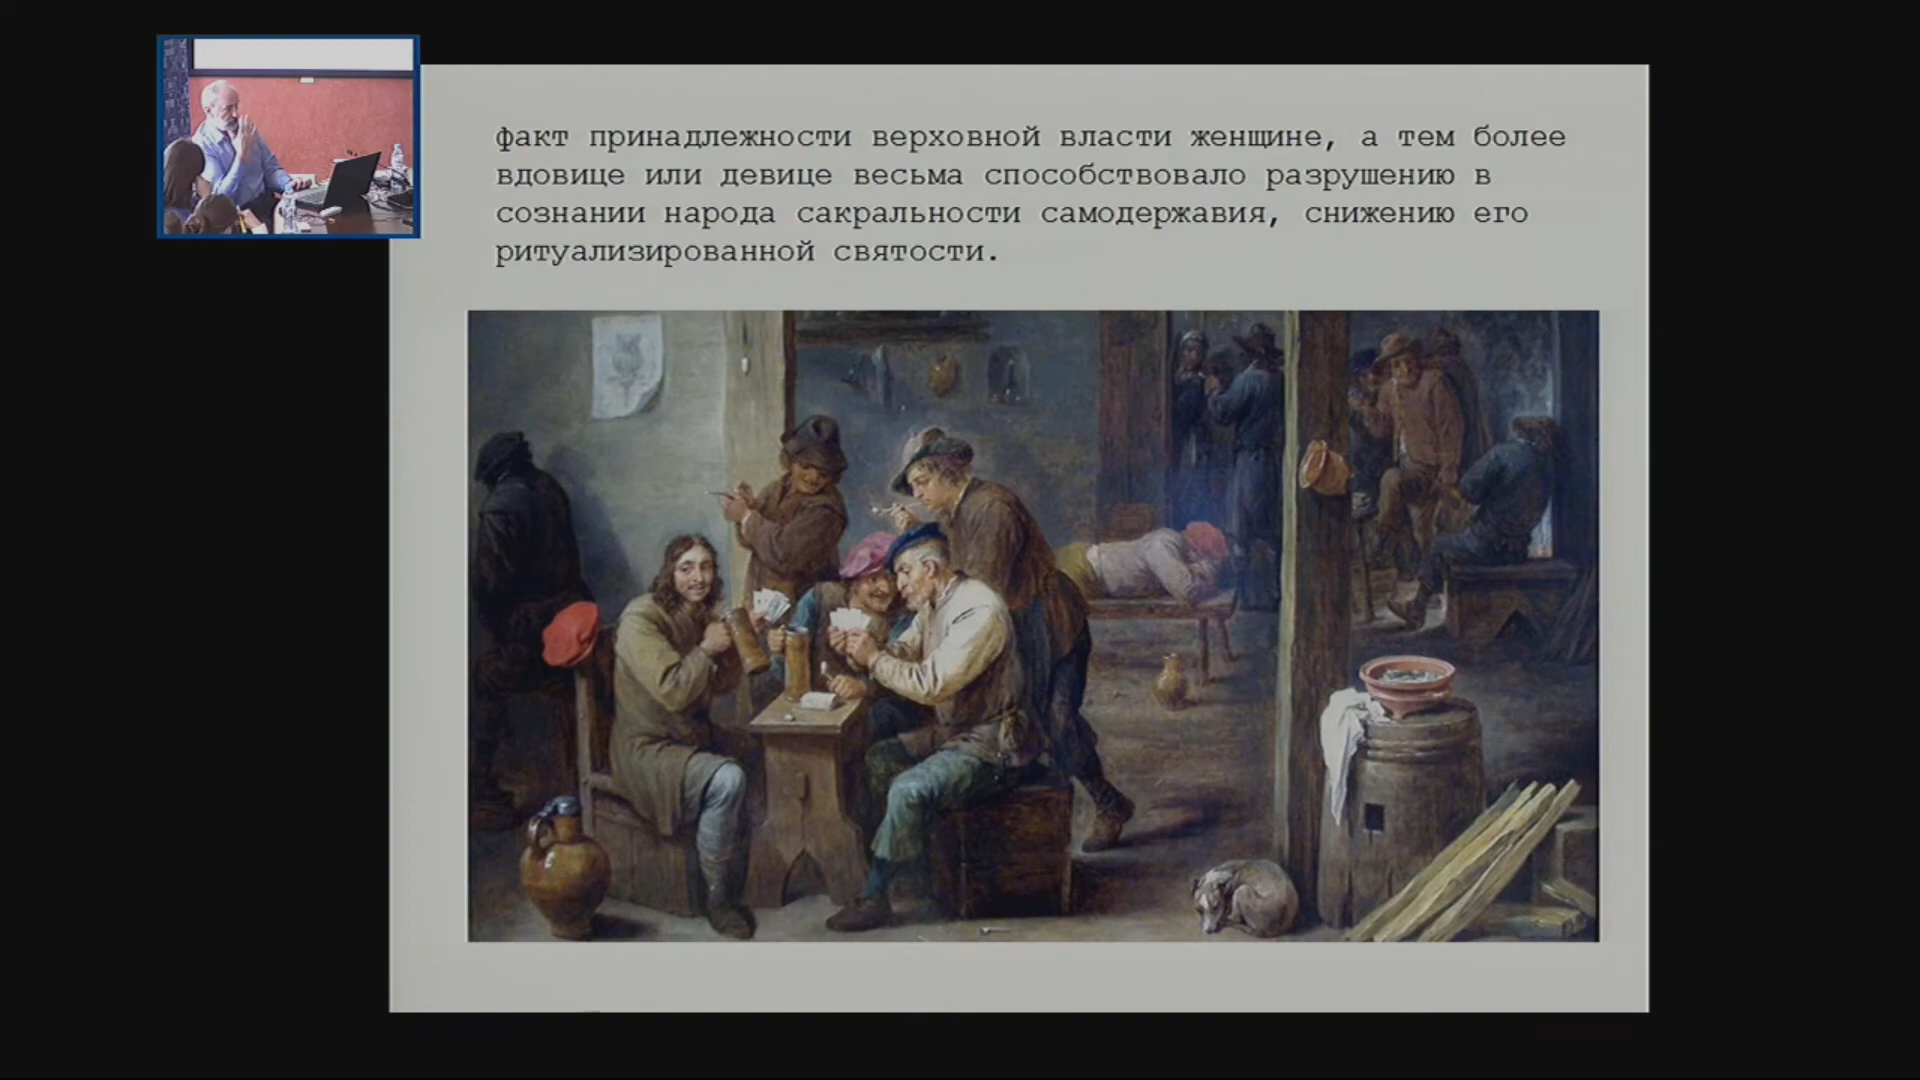 факт принадлежности верховной власти женщине, а тем более
вдовице или девице весьма способствовало разрушению в
сознании народа сакральности самодержавия, снижению его
ритуализированной святости.